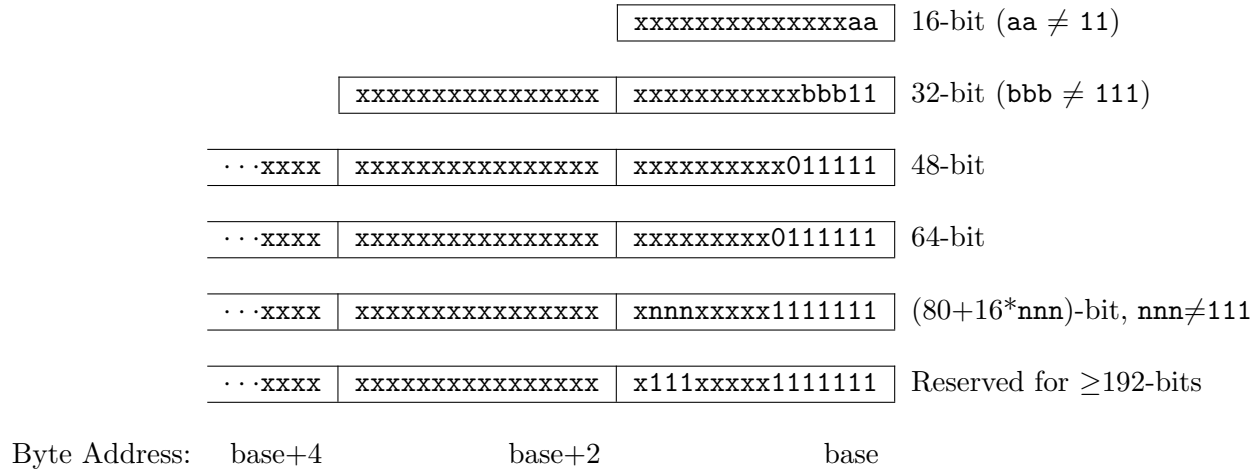 xxxxxxxxxxxxxxaa 16-bit (aa ≠ 11)
xxxxxxxxxxxxxxxx xxxxxxxxxxxbbb11 32-bit (bbb ≠ 111)
···xxxx xxxxxxxxxxxxxxxx xxxxxxxxxx011111 48-bit
···xxxx xxxxxxxxxxxxxxxx xxxxxxxxx0111111 64-bit
···xxxx xxxxxxxxxxxxxxxx xnnnxxxxx1111111 (80+16*nnn)-bit, nnn≠111
···xxxx xxxxxxxxxxxxxxxx x111xxxxx1111111 Reserved for ≥192-bits
Byte Address: base+4 base+2 base